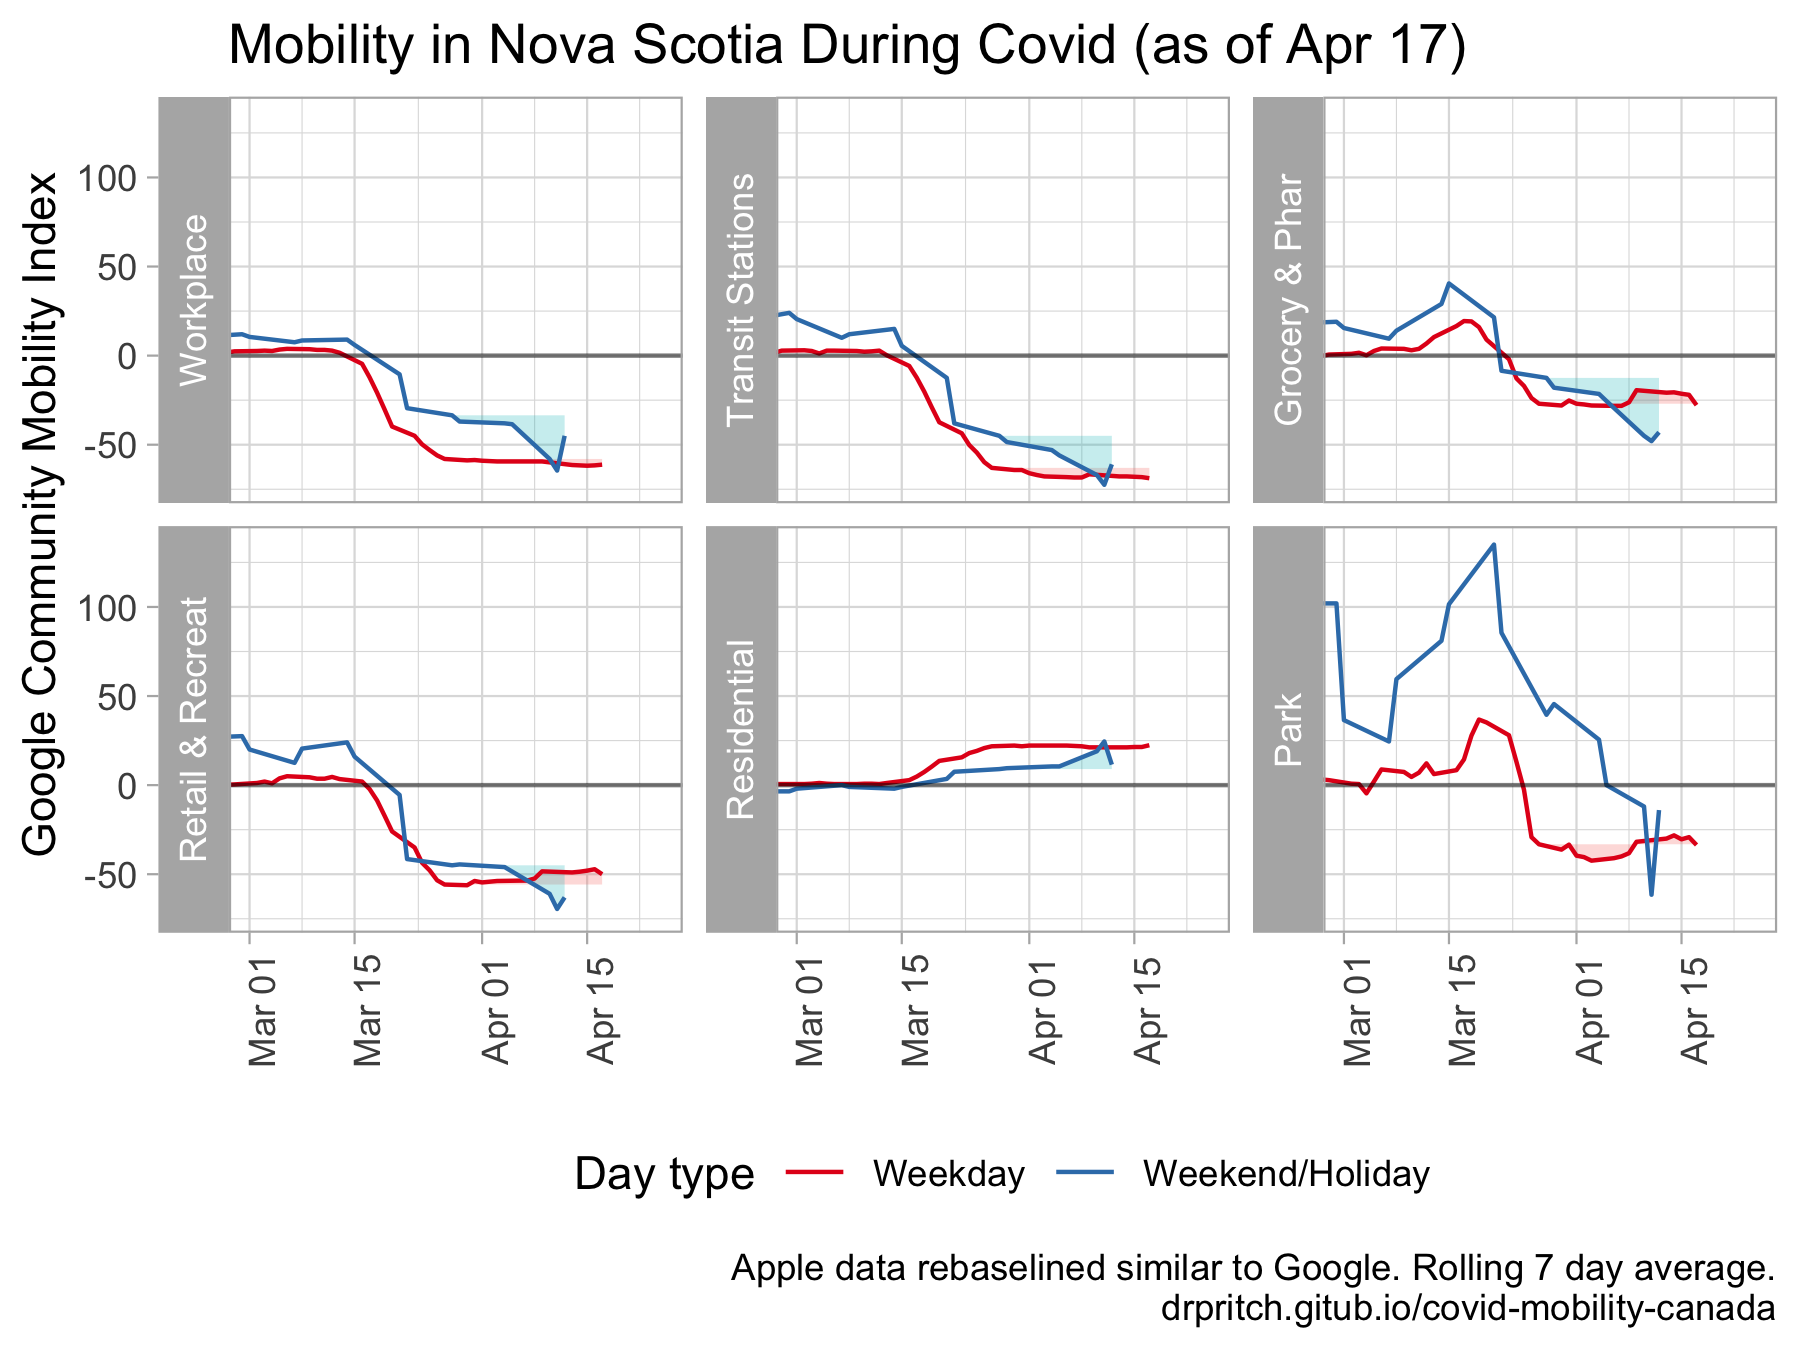 Mobility in Nova Scotia During Covid (as of Apr 17)
Google Community Mobility Index
100
50
0
-50
Workplace
Transit Stations
Grocery & Phar
100
50
0
-50
Retail & Recreat
Residential
Park
Mar 01
Mar 15
Apr 01
Apr 15
Mar 01
Mar 15
Apr 01
Apr 15
Mar 01
Mar 15
Apr 01
Apr 15
Day type Weekday Weekend/Holiday
Apple data rebaselined similar to Google. Rolling 7 day average.
drpritch.gitub.io/covid-mobility-canada